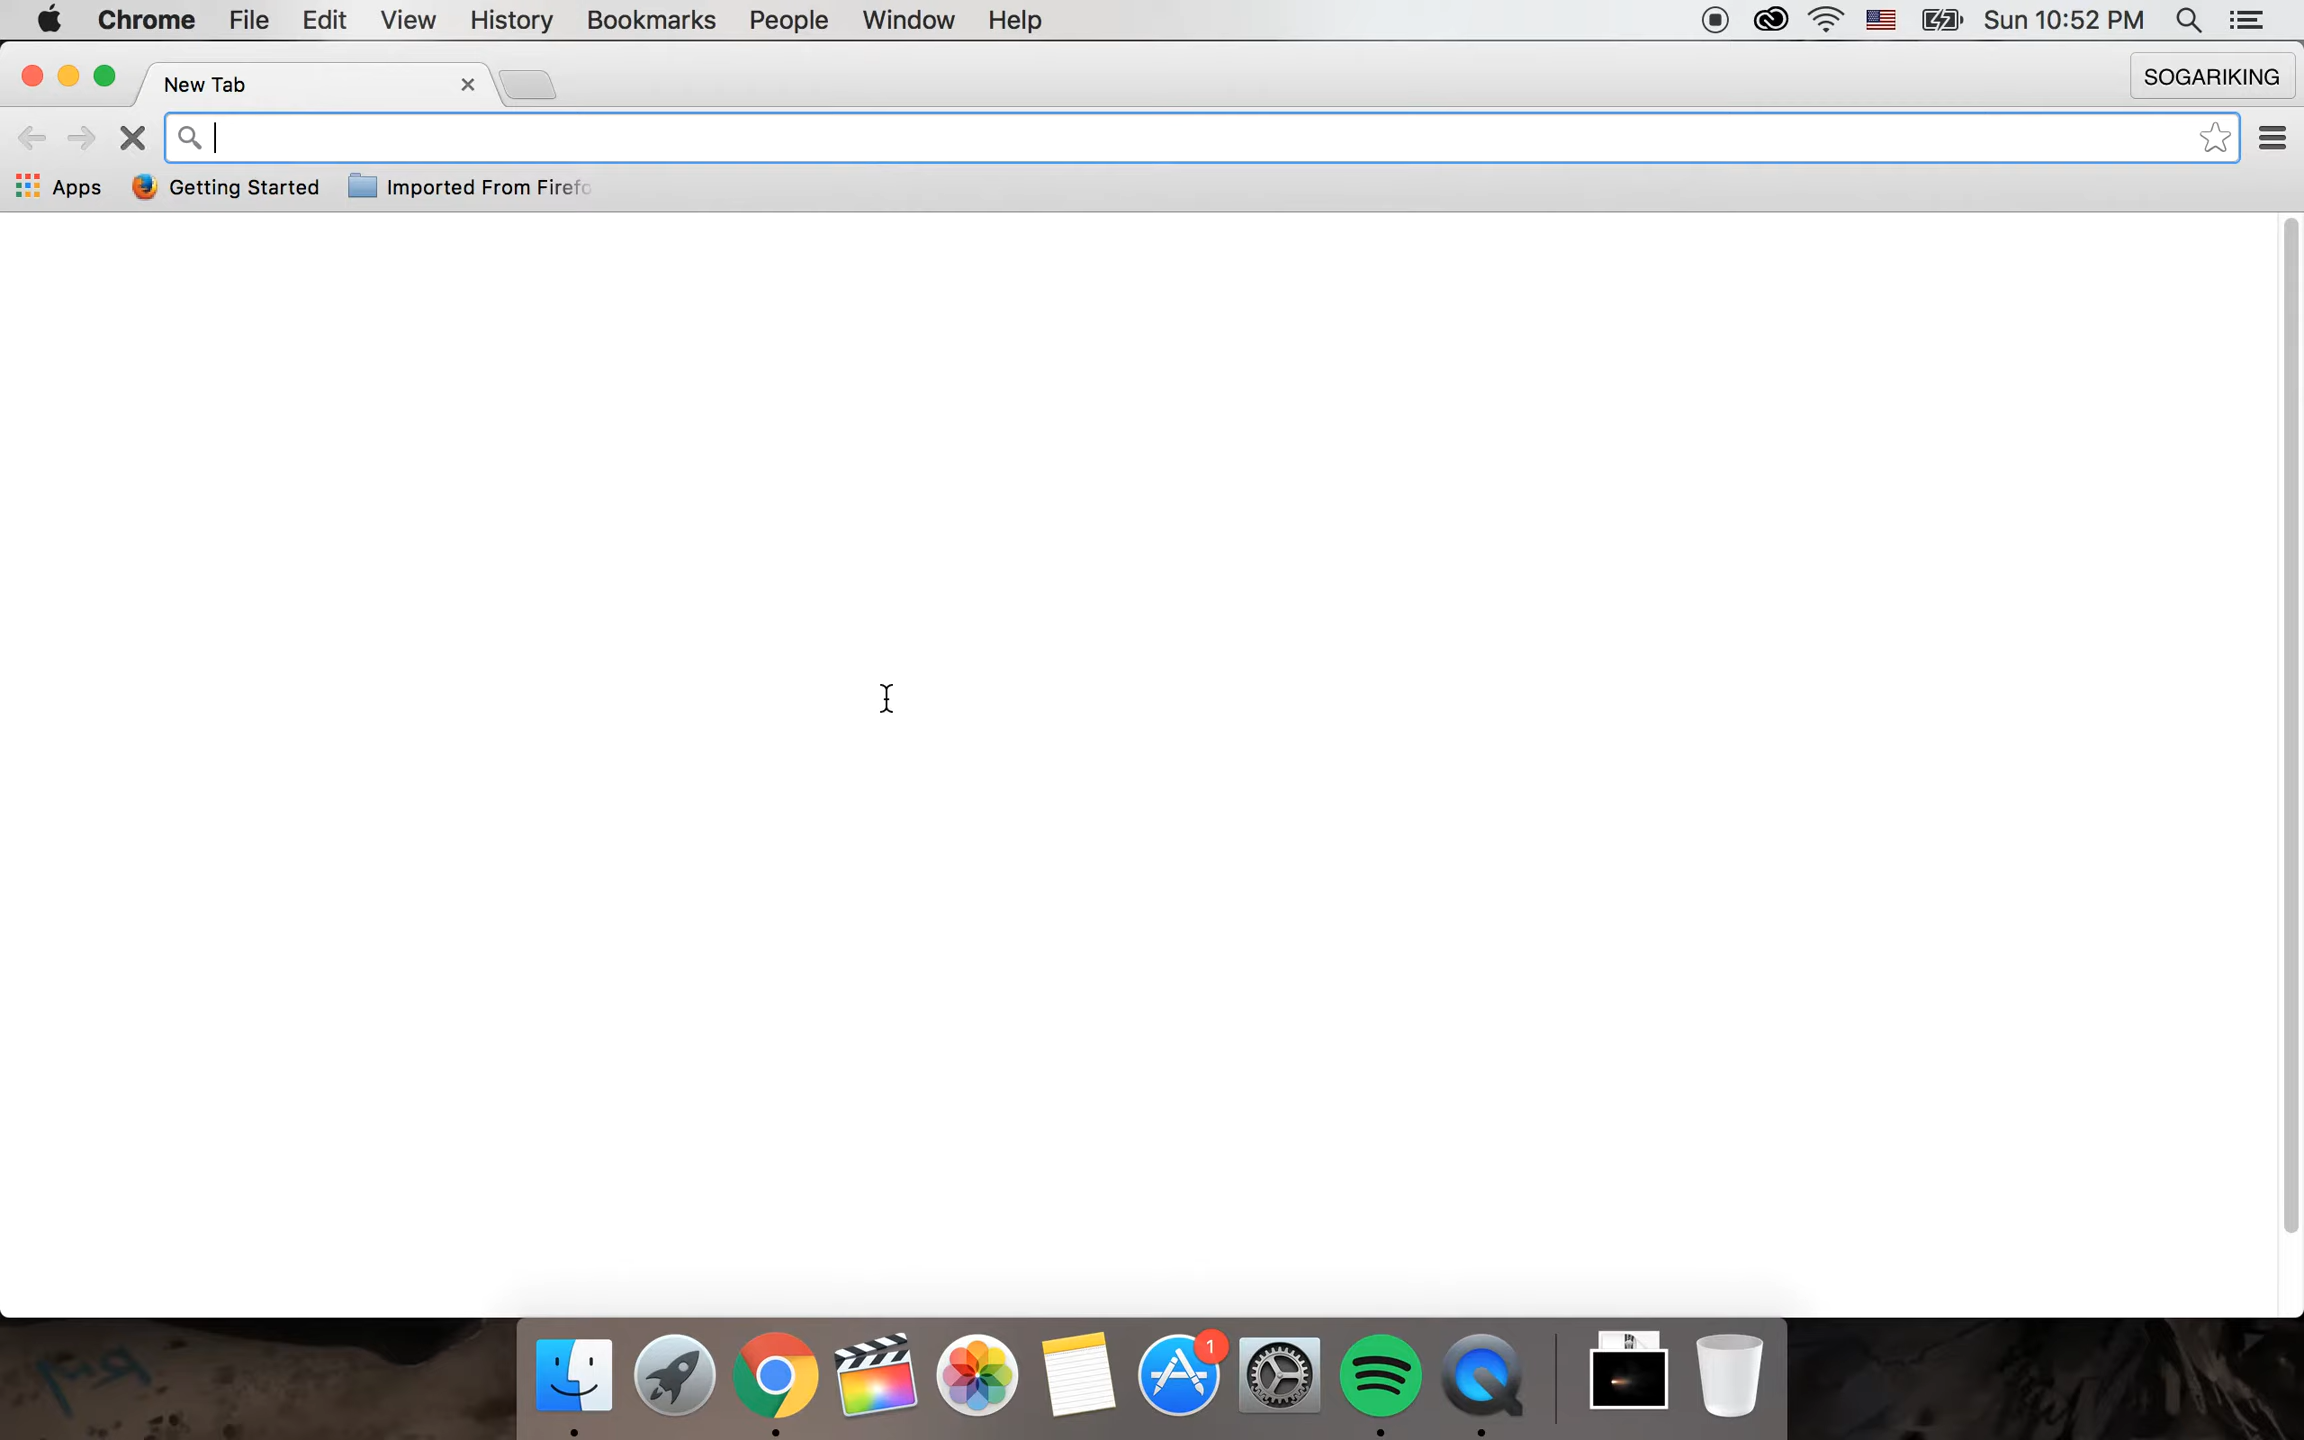 Chrome File Edit View History Bookmarks People Window Help Sun 10:52 PM
New Tab SOGARIKING
Apps Getting Started Imported From Firefo
1